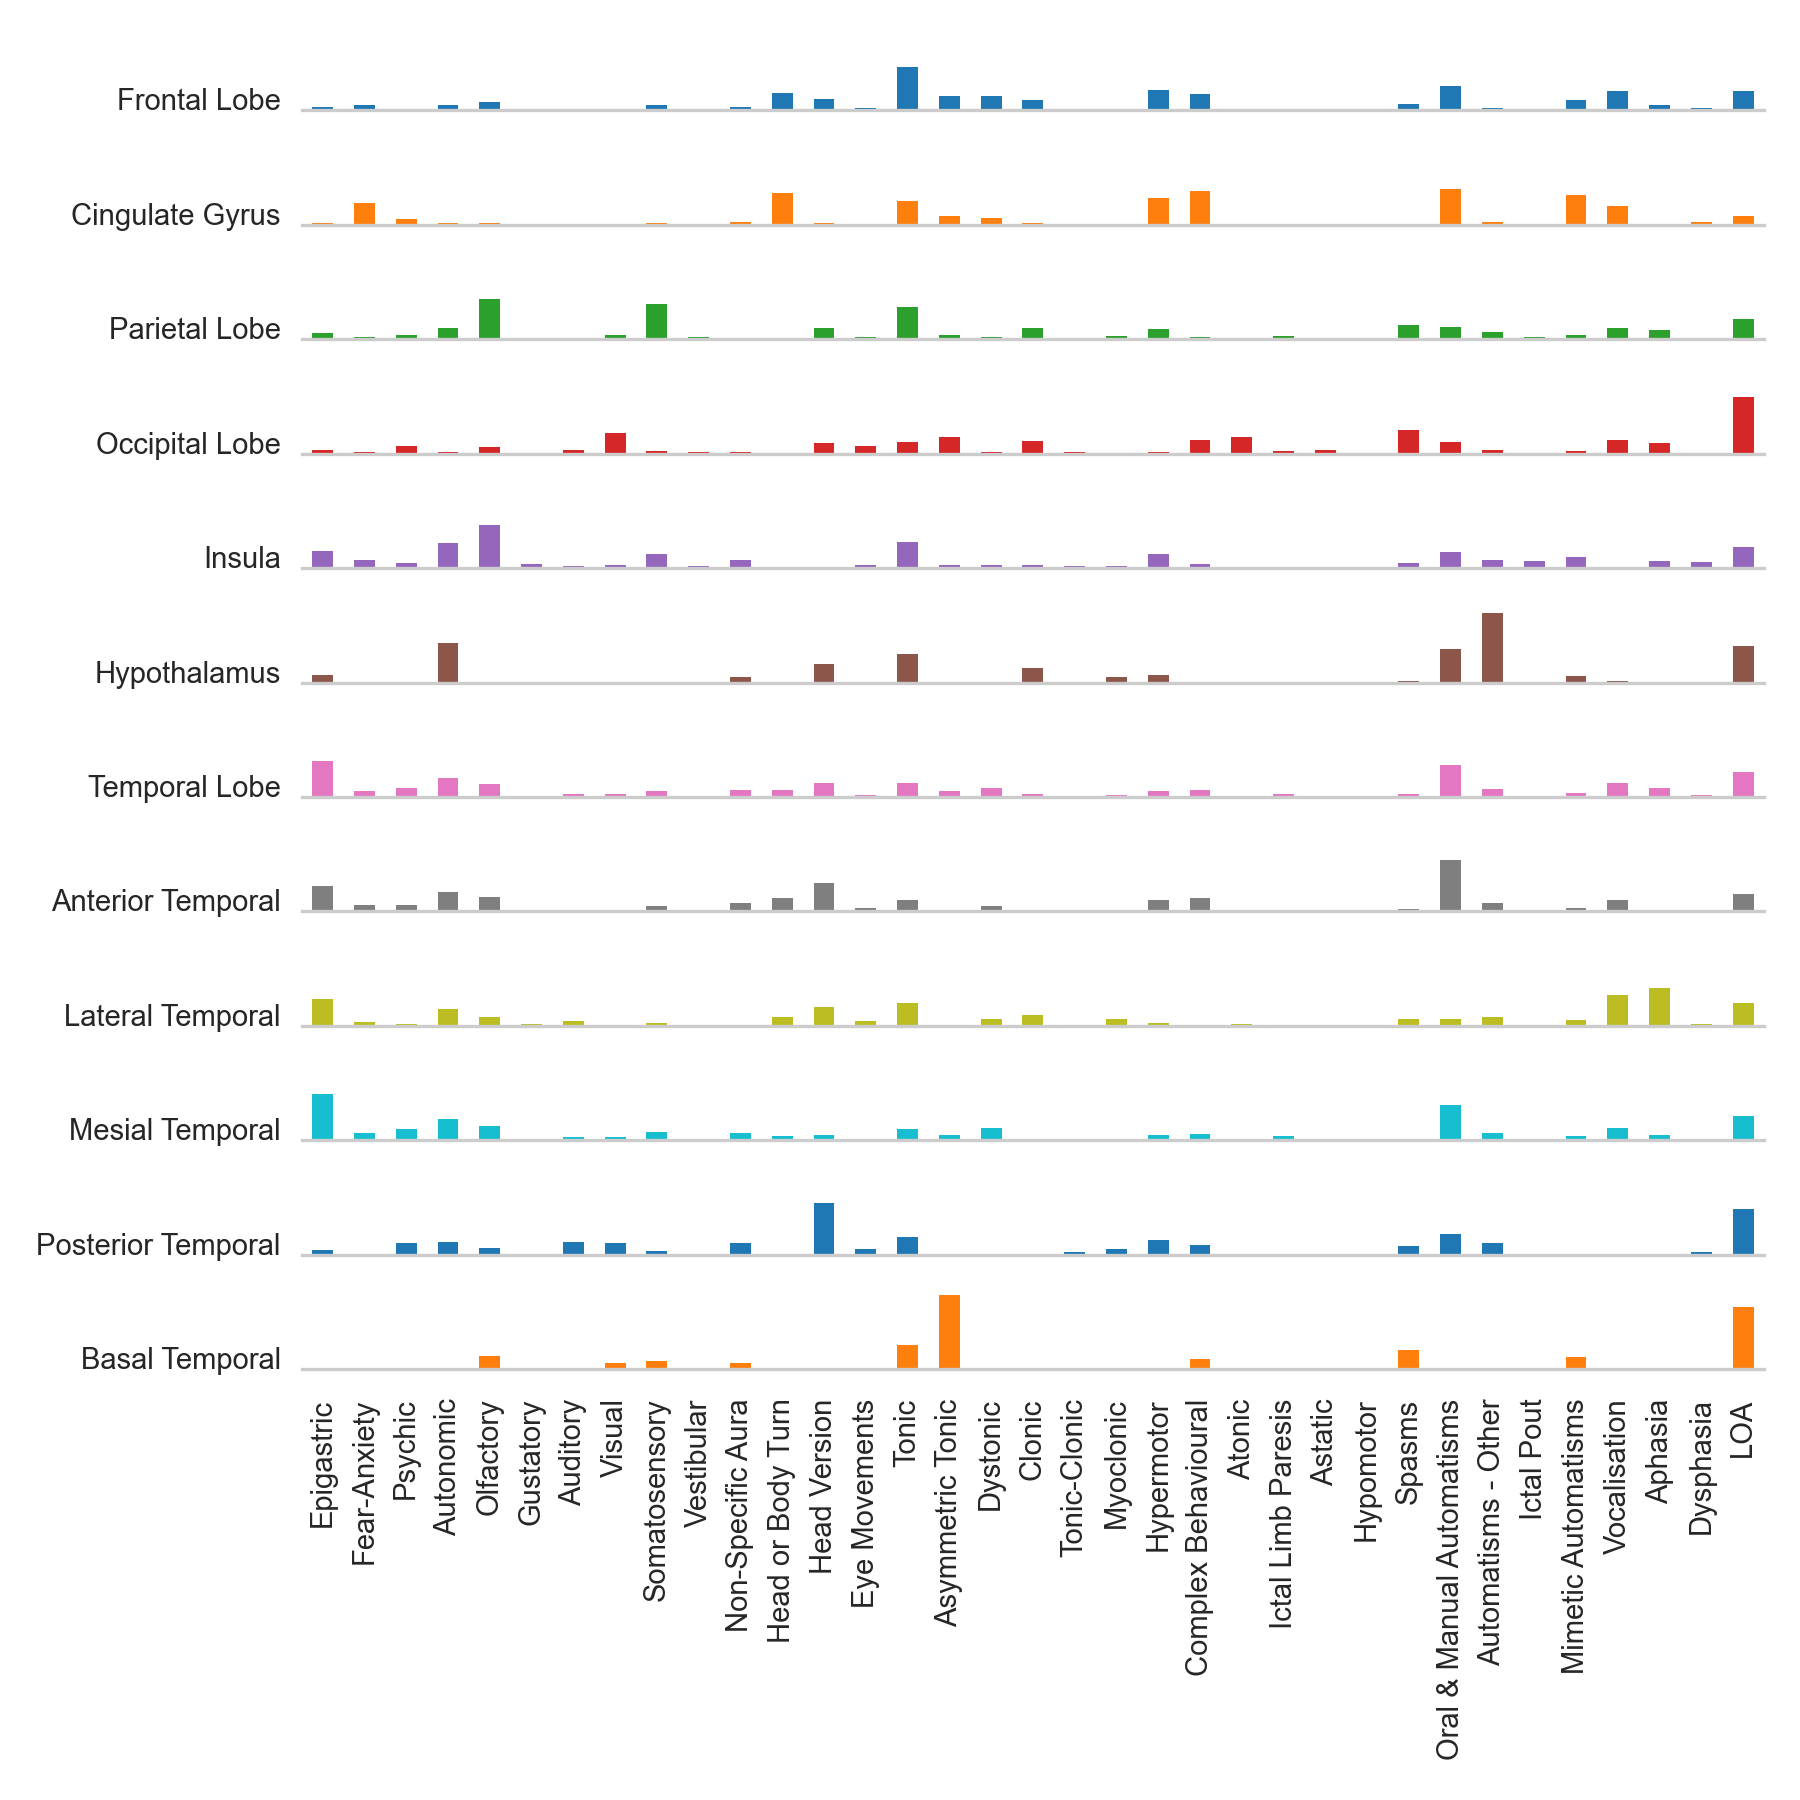 Frontal Lobe
Cingulate Gyrus
Parietal Lobe
Occipital Lobe
Insula
Hypothalamus
Temporal Lobe
Anterior Temporal
Lateral Temporal
Mesial Temporal
Posterior Temporal
Basal Temporal
Epigastric
Fear-Anxiety
Psychic
Autonomic
Olfactory
Gustatory
Auditory
Visual
Somatosensory
Vestibular
Non-Specific Aura
Head or Body Turn
Head Version
Eye Movements
Tonic
Asymmetric Tonic
Dystonic
Clonic
Tonic-Clonic
Myoclonic
Hypermotor
Complex Behavioural
Atonic
Ictal Limb Paresis
Astatic
Hypomotor
Spasms
Oral & Manual Automatisms
Automatisms - Other
Ictal Pout
Mimetic Automatisms
Vocalisation
Aphasia
Dysphasia
LOA